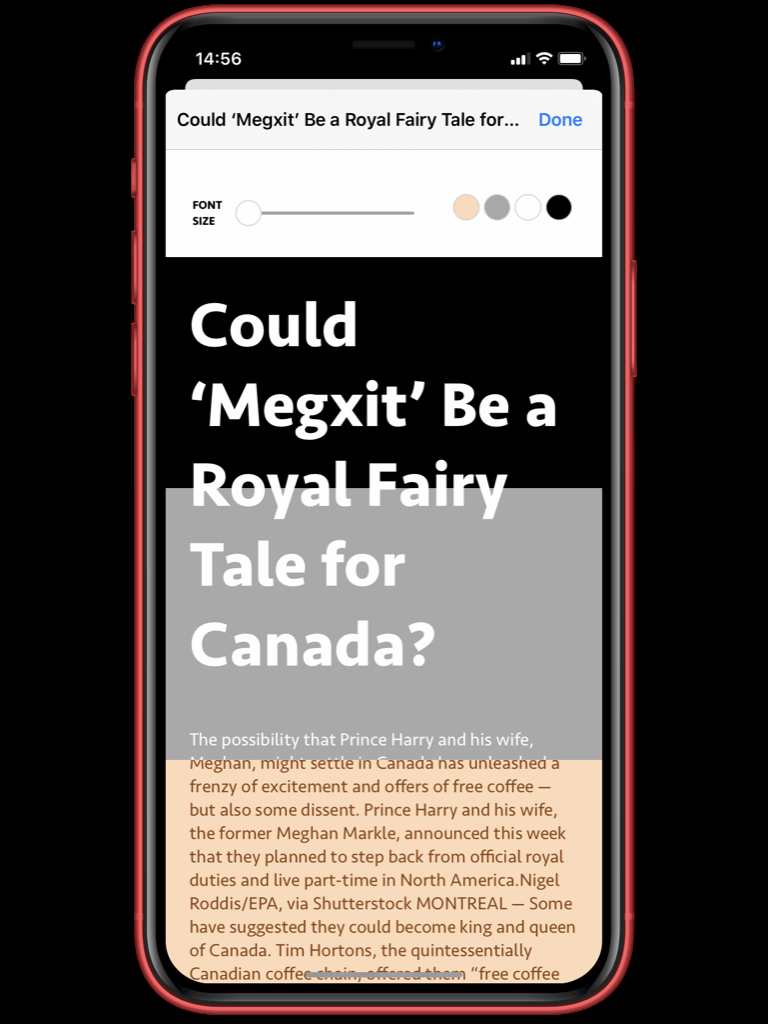 14:56
Could ‘Megxit’ Be a Royal Fairy Tale for...
Done
FONT
SIZE
Could
‘Megxit’ Be a
Royal Fairy
Tale for
Canada?
The possibility that Prince Harry and his wife,
Meghan, might settle in Canada has unleashed a
frenzy of excitement and offers of free coffee —
but also some dissent. Prince Harry and his wife,
the former Meghan Markle, announced this week
that they planned to step back from official royal
duties and live part-time in North America.Nigel
Roddis/EPA, via Shutterstock MONTREAL — Some
have suggested they could become king and queen
of Canada. Tim Hortons, the quintessentially
Canadian coffee chain, offered them “free coffee